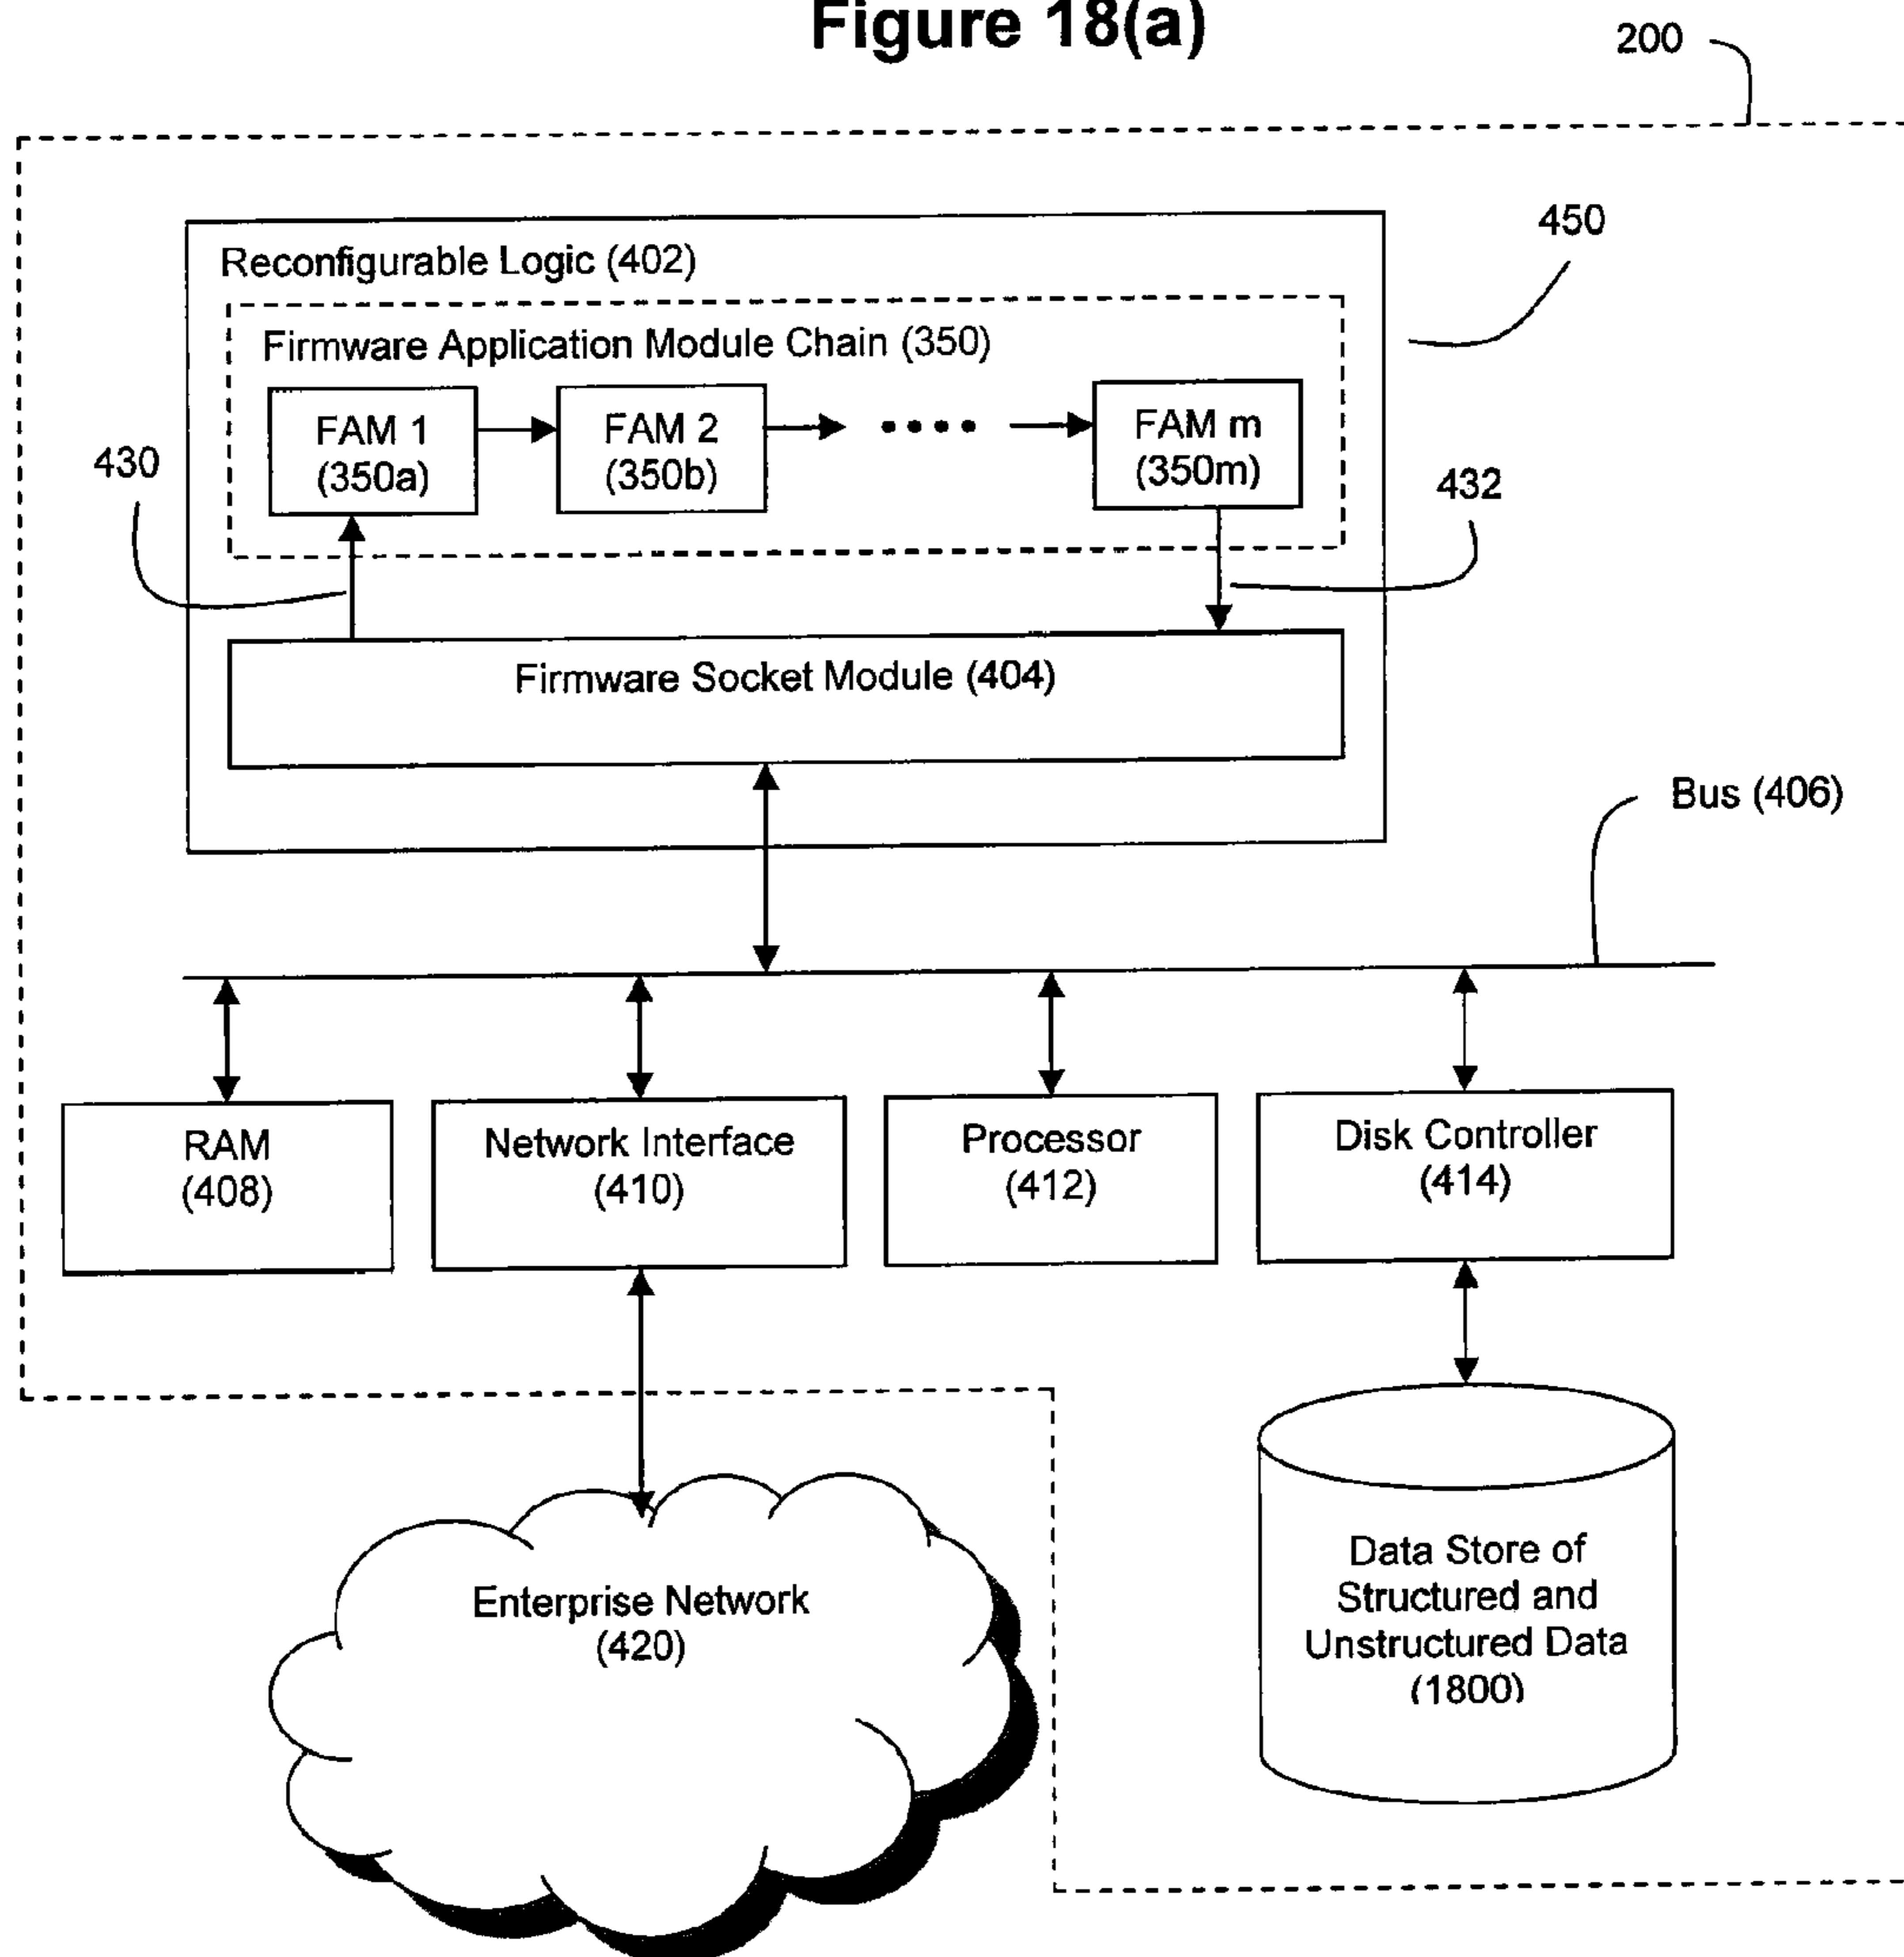 Figure 18(a)
200
450
Reconfigurable Logic (402)
Firmware Application Module Chain (350)
FAM 1
(350a)
FAM 2
(350b)
FAM m
(350m)
430
432
Firmware Socket Module (404)
Bus (406)
RAM
(408)
Network Interface
(410)
Processor
(412)
Disk Controller
(414)
Enterprise Network
(420)
Data Store of
Structured and
Unstructured Data
(1800)